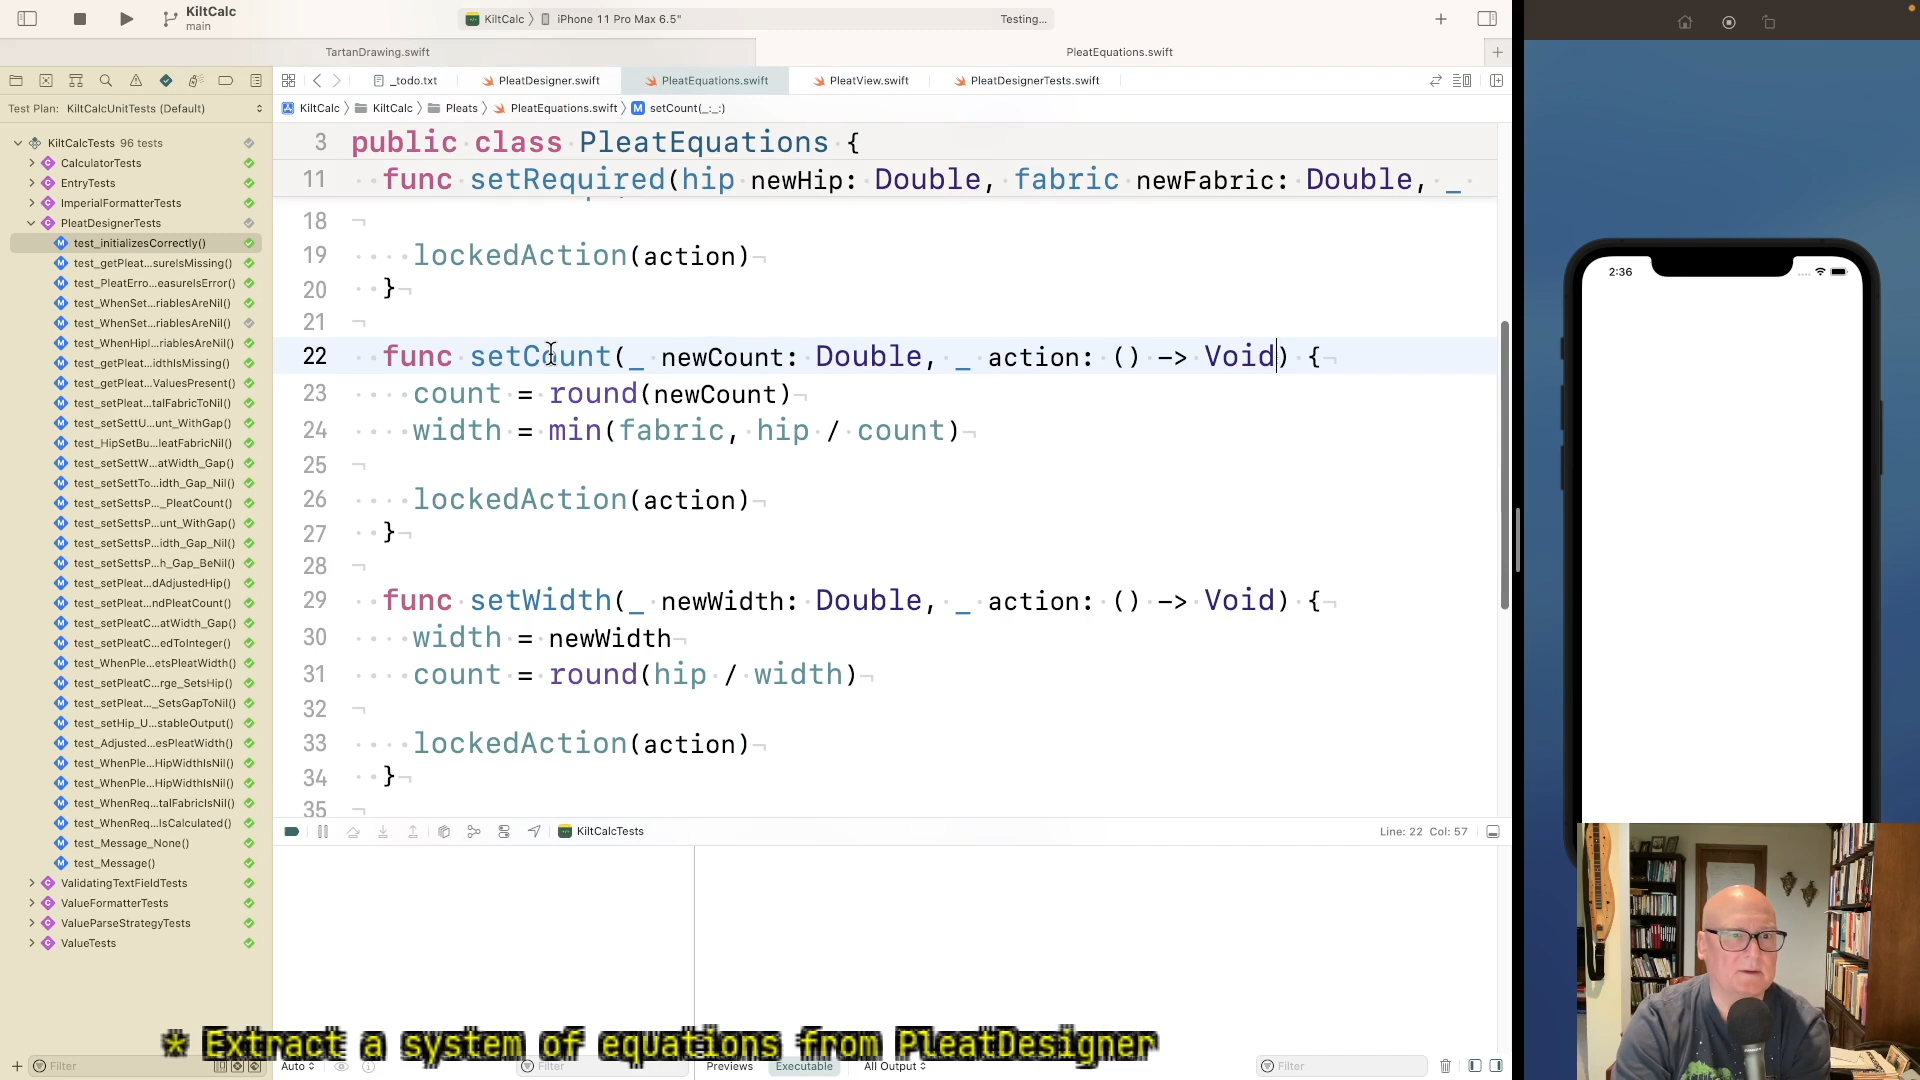 KiltCalc
main
KiltCalc
iPhone 11 Pro Max 6.5"
Testing...
TartanDrawing.swift
PleatEquations.swift
_todo.txt
PleatDesigner.swift
PleatEquations.swift
PleatView.swift
PleatDesignerTests.swift
Test Plan: KiltCalcUnitTests (Default)
KiltCalc
KiltCalc
Pleats
PleatEquations.swift
setCount(_:_:)
KiltCalcTests 96 tests
CalculatorTests
EntryTests
ImperialFormatterTests
PleatDesignerTests
test_initializesCorrectly()
test_getPleat...sureIsMissing()
test_PleatErro...easureIsError()
test_WhenSet...riablesAreNil()
test_WhenSet...riablesAreNil()
test_WhenHipI...riablesAreNil()
test_getPleat...idthIsMissing()
test_getPleat...ValuesPresent()
test_setPleat...talFabricToNil()
test_setSettU...unt_WithGap()
test_HipSetBu...leatFabricNil()
test_setSettW...atWidth_Gap()
test_setSettTo...idth_Gap_Nil()
test_setSettsP..._PleatCount()
test_setSettsP...unt_WithGap()
test_setSettsP...idth_Gap_Nil()
test_setSettsP...h_Gap_BeNil()
test_setPleat...dAdjustedHip()
test_setPleat...ndPleatCount()
test_setPleatC...atWidth_Gap()
test_setPleatC...edToInteger()
test_WhenPle...etsPleatWidth()
test_setPleatC...rge_SetsHip()
test_setPleat..._SetsGapToNil()
test_setHip_U...stableOutput()
test_Adjusted...esPleatWidth()
test_WhenPle...HipWidthIsNil()
test_WhenPle...HipWidthIsNil()
test_WhenReq...talFabricIsNil()
test_WhenReq...IsCalculated()
test_Message_None()
test_Message()
ValidatingTextFieldTests
ValueFormatterTests
ValueParseStrategyTests
ValueTests
Filter
3 public class PleatEquations {
11 func setRequired(hip newHip: Double, fabric newFabric: Double, _
18
19 lockedAction(action)
20 }
21
22 func setCount(_ newCount: Double, _ action: () -> Void) {
23 count = round(newCount)
24 width = min(fabric, hip / count)
25
26 lockedAction(action)
27 }
28
29 func setWidth(_ newWidth: Double, _ action: () -> Void) {
30 width = newWidth
31 count = round(hip / width)
32
33 lockedAction(action)
34 }
35
KiltCalcTests
Line: 22 Col: 57
Auto
Filter
Previews
Executable
All Output
Filter
2:36
* Extract a system of equations from PleatDesigner